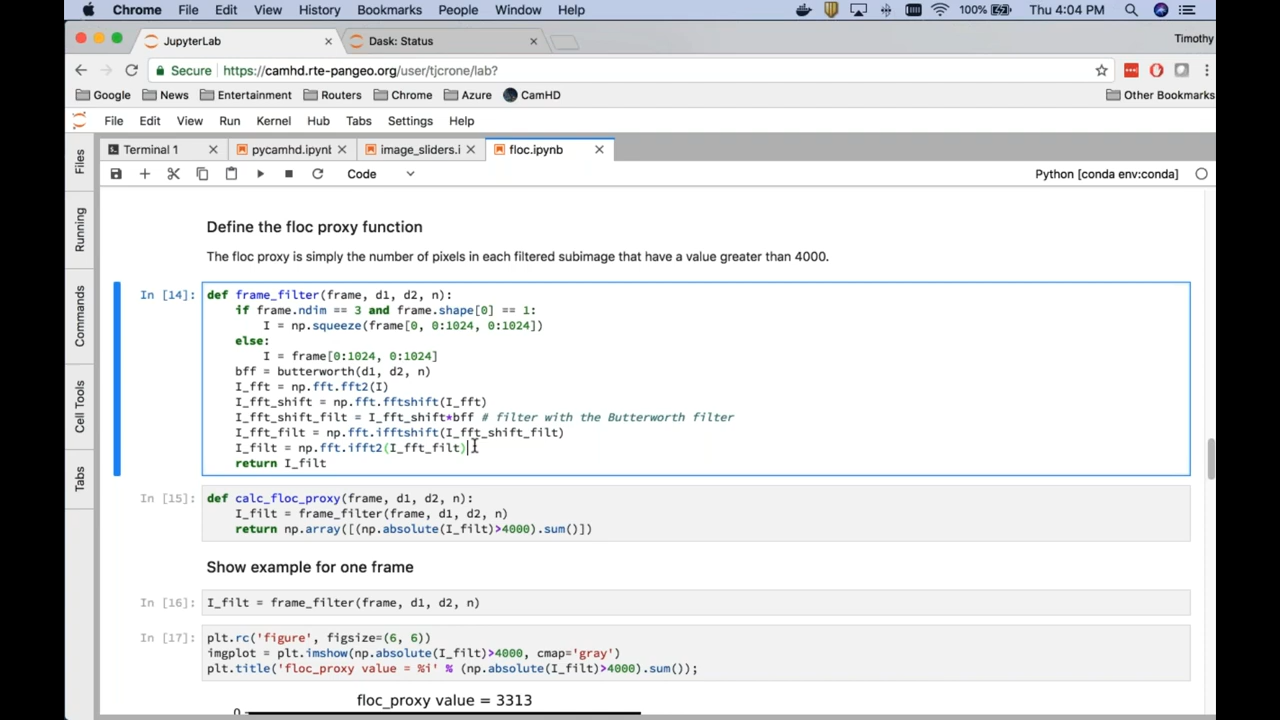 Chrome File Edit View History Bookmarks People Window Help 100% Thu 4:04 PM
JupyterLab Dask: Status Timothy
Secure https://camhd.rte-pangeo.org/user/tjcrone/lab?
Google News Entertainment Routers Chrome Azure CamHD Other Bookmarks
File Edit View Run Kernel Hub Tabs Settings Help
Terminal 1 pycamhd.ipynb image_sliders.i floc.ipynb
Code Python [conda env:conda]
Files
Running
Commands
Cell Tools
Tabs
Define the floc proxy function
The floc proxy is simply the number of pixels in each filtered subimage that have a value greater than 4000.
In [14]: def frame_filter(frame, d1, d2, n):
if frame.ndim == 3 and frame.shape[0] == 1:
I = np.squeeze(frame[0, 0:1024, 0:1024])
else:
I = frame[0:1024, 0:1024]
bff = butterworth(d1, d2, n)
I_fft = np.fft.fft2(I)
I_fft_shift = np.fft.fftshift(I_fft)
I_fft_shift_filt = I_fft_shift*bff # filter with the Butterworth filter
I_fft_filt = np.fft.ifftshift(I_fft_shift_filt)
I_filt = np.fft.ifft2(I_fft_filt)
return I_filt
In [15]: def calc_floc_proxy(frame, d1, d2, n):
I_filt = frame_filter(frame, d1, d2, n)
return np.array([(np.absolute(I_filt)>4000).sum()])
Show example for one frame
In [16]: I_filt = frame_filter(frame, d1, d2, n)
In [17]: plt.rc('figure', figsize=(6, 6))
imgplot = plt.imshow(np.absolute(I_filt)>4000, cmap='gray')
plt.title('floc_proxy value = %i' % (np.absolute(I_filt)>4000).sum());
floc_proxy value = 3313
0